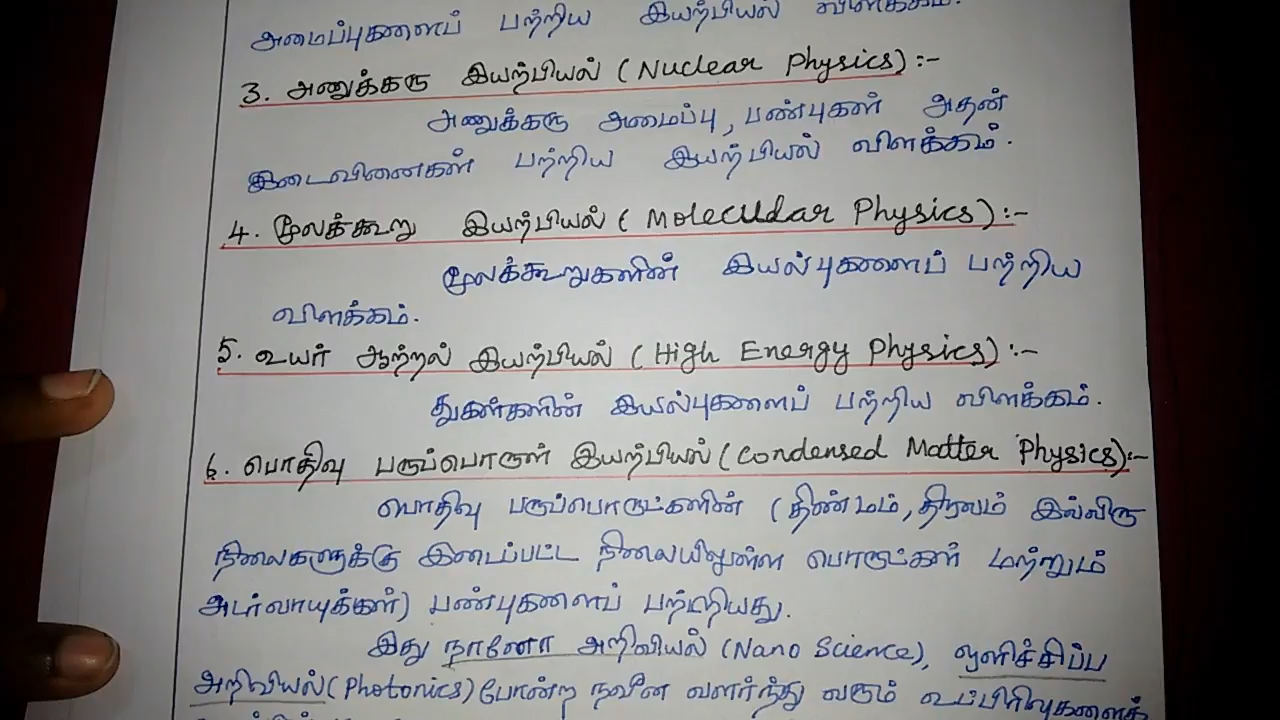 அமைப்புகளைப் பற்றிய இயற்பியல் விளக்கம்.
3. அணுக்கரு இயற்பியல் (Nuclear Physics) :-
அணுக்கரு அமைப்பு, பண்புகள் அதன்
இடைவினைகள் பற்றிய இயற்பியல் விளக்கம்.
4. மூலக்கூறு இயற்பியல் (Molecular Physics) :-
மூலக்கூறுகளின் இயல்புகளைப் பற்றிய
விளக்கம்.
5. உயர் ஆற்றல் இயற்பியல் (High Energy Physics) :-
துகள்களின் இயல்புகளைப் பற்றிய விளக்கம்.
6. பொதிவு பருப்பொருள் இயற்பியல் (Condensed Matter Physics):-
பொதிவு பருப்பொருட்களின் (திண்மம், திரவம் இவ்விரு
நிலைகளுக்கு இடைப்பட்ட நிலையிலுள்ள பொருட்கள் மற்றும்
அடர்வாயுக்கள்) பண்புகளைப் பற்றியது.
இது நானோ அறிவியல் (Nano Science), ஒளிச்சிப்ப
அறிவியல் (Photonics) போன்ற நவீன வளர்ந்து வரும் உட்பிரிவுகளைக்